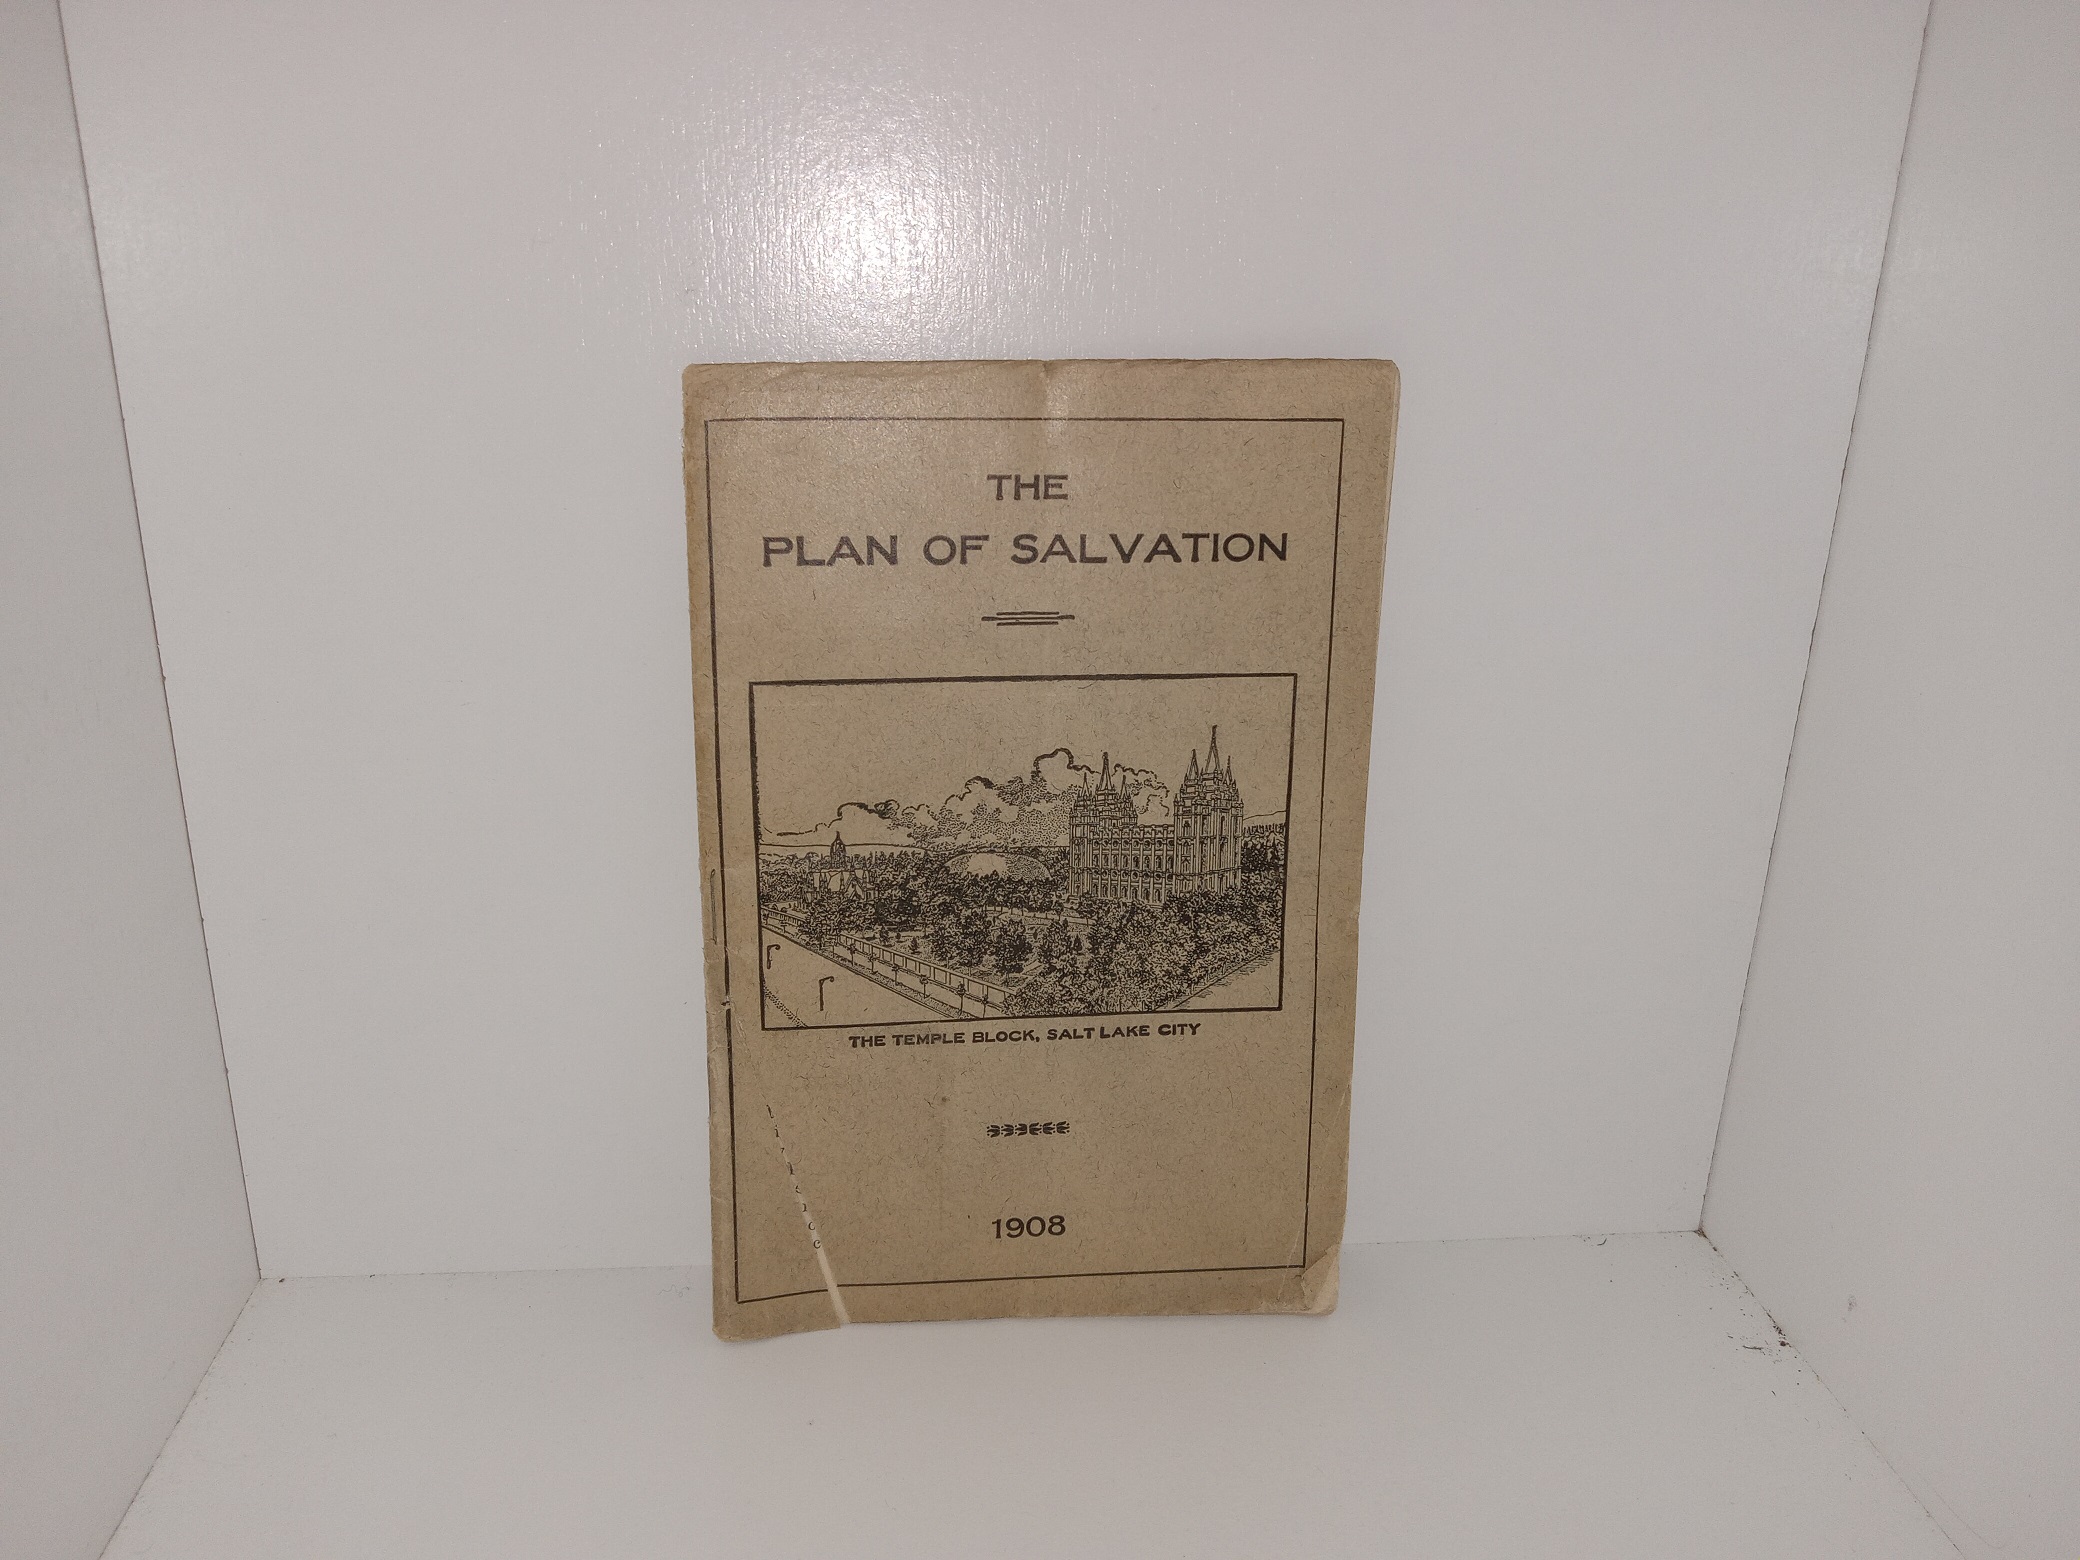 THE
PLAN OF SALVATION
THE TEMPLE BLOCK, SALT LAKE CITY
1908